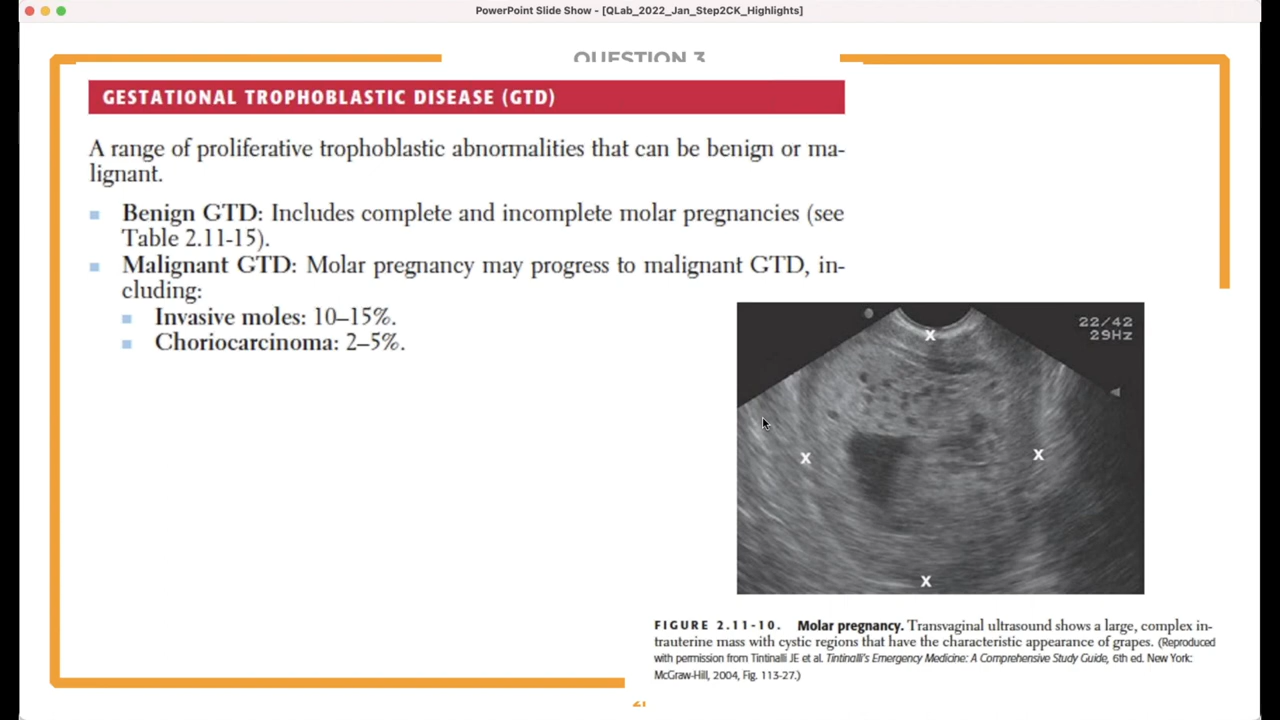 PowerPoint Slide Show - [QLab_2022_Jan_Step2CK_Highlights]
QUESTION 3
GESTATIONAL TROPHOBLASTIC DISEASE (GTD)
A range of proliferative trophoblastic abnormalities that can be benign or ma-
lignant.
Benign GTD: Includes complete and incomplete molar pregnancies (see
Table 2.11-15).
Malignant GTD: Molar pregnancy may progress to malignant GTD, in-
cluding:
Invasive moles: 10–15%.
Choriocarcinoma: 2–5%.
22/42
29Hz
X
X
X
X
FIGURE 2.11-10. Molar pregnancy. Transvaginal ultrasound shows a large, complex in-
trauterine mass with cystic regions that have the characteristic appearance of grapes. (Reproduced
with permission from Tintinalli JE et al. Tintinalli's Emergency Medicine: A Comprehensive Study Guide, 6th ed. New York:
McGraw-Hill, 2004, Fig. 113-27.)